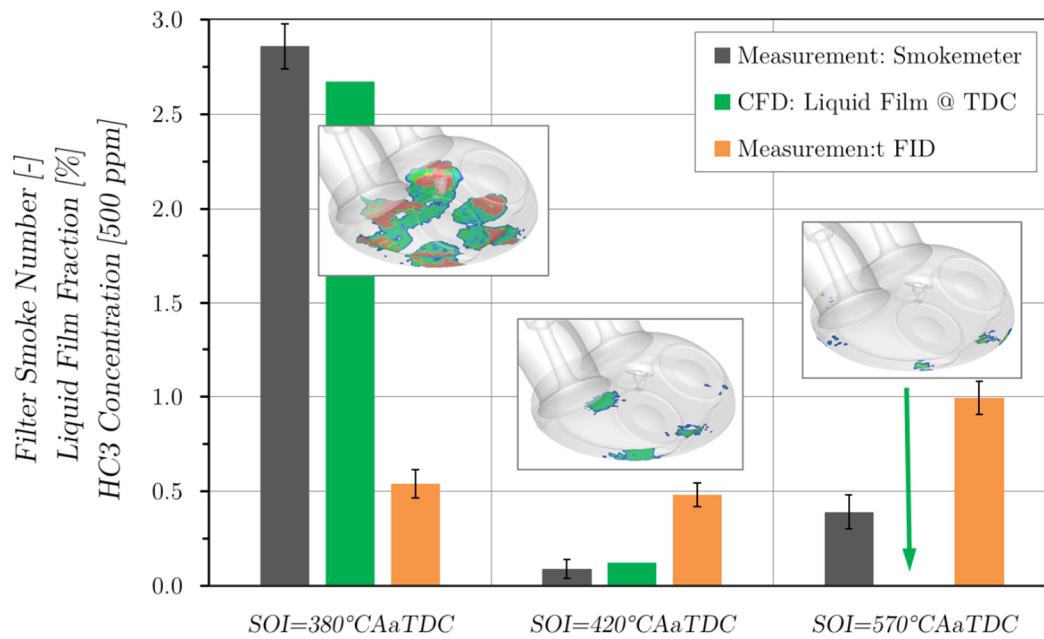 Filter Smoke Number [-]
Liquid Film Fraction [%]
HC3 Concentration [500 ppm]
3.0
2.5
2.0
1.5
1.0
0.5
0.0
Measurement: Smokemeter
CFD: Liquid Film @ TDC
Measuremen:t FID
SOI=380°CAaTDC
SOI=420°CAaTDC
SOI=570°CAaTDC